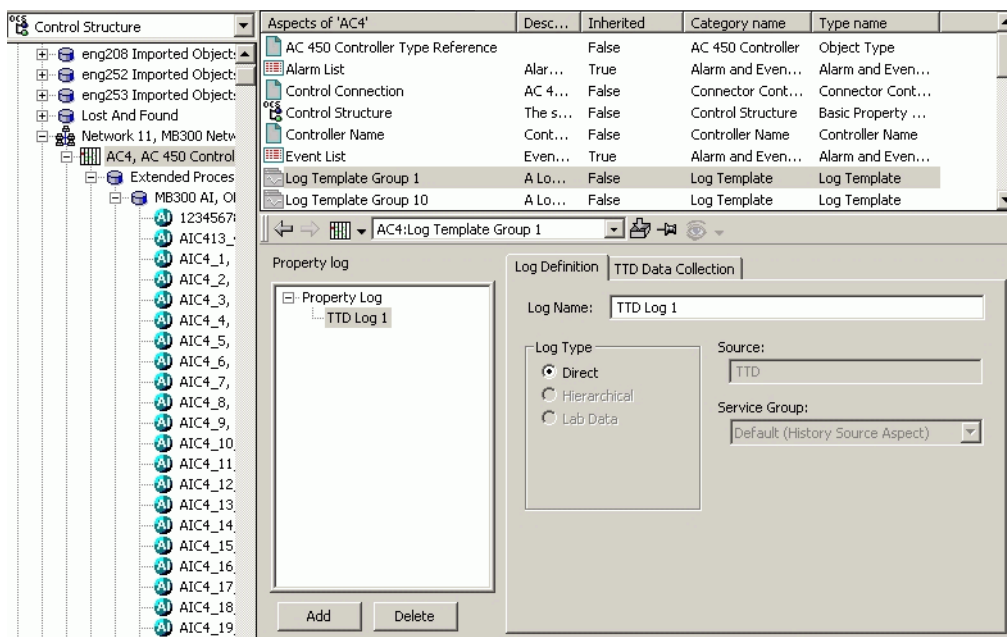 Control Structure
eng208 Imported Object:
eng252 Imported Object:
eng253 Imported Object:
Lost And Found
Network 11, MB300 Netw
AC4, AC 450 Control
Extended Proces
MB300 AI, OI
1234567
AIC413_
AIC4_1,
AIC4_2,
AIC4_3,
AIC4_4,
AIC4_5,
AIC4_6,
AIC4_7,
AIC4_8,
AIC4_9,
AIC4_10
AIC4_11
AIC4_12
AIC4_13
AIC4_14
AIC4_15
AIC4_16
AIC4_17
AIC4_18
AIC4_19
Aspects of 'AC4' Desc... Inherited Category name Type name
AC 450 Controller Type Reference False AC 450 Controller Object Type
Alarm List Alar... True Alarm and Even... Alarm and Even...
Control Connection AC 4... False Connector Cont... Connector Cont...
Control Structure The s... False Control Structure Basic Property ...
Controller Name Cont... False Controller Name Controller Name
Event List Even... True Alarm and Even... Alarm and Even...
Log Template Group 1 A Lo... False Log Template Log Template
Log Template Group 10 A Lo... False Log Template Log Template
AC4:Log Template Group 1
Property log
Property Log
TTD Log 1
Add Delete
Log Definition TTD Data Collection
Log Name: TTD Log 1
Log Type
Direct
Hierarchical
Lab Data
Source:
TTD
Service Group:
Default (History Source Aspect)